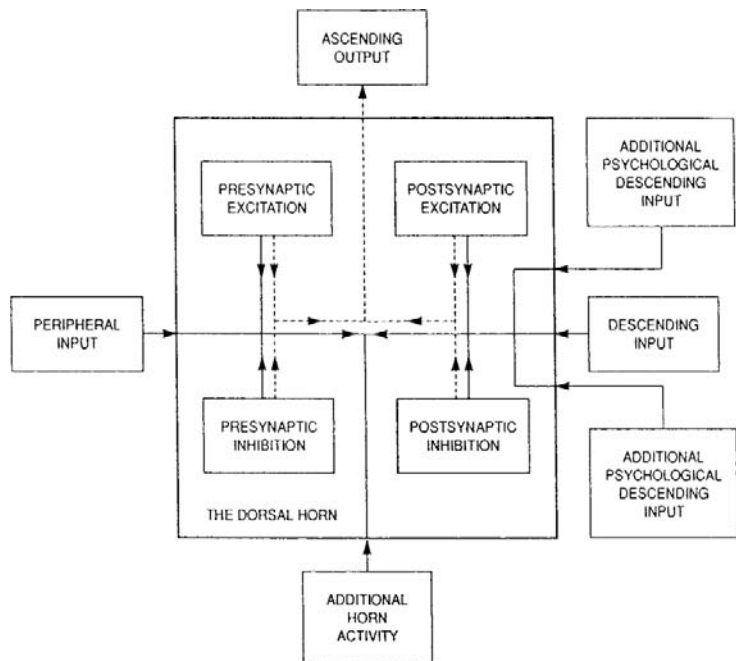 ASCENDING
OUTPUT
PRESYNAPTIC
EXCITATION
POSTSYNAPTIC
EXCITATION
ADDITIONAL
PSYCHOLOGICAL
DESCENDING
INPUT
PERIPHERAL
INPUT
DESCENDING
INPUT
PRESYNAPTIC
INHIBITION
POSTSYNAPTIC
INHIBITION
ADDITIONAL
PSYCHOLOGICAL
DESCENDING
INPUT
THE DORSAL HORN
ADDITIONAL
HORN
ACTIVITY